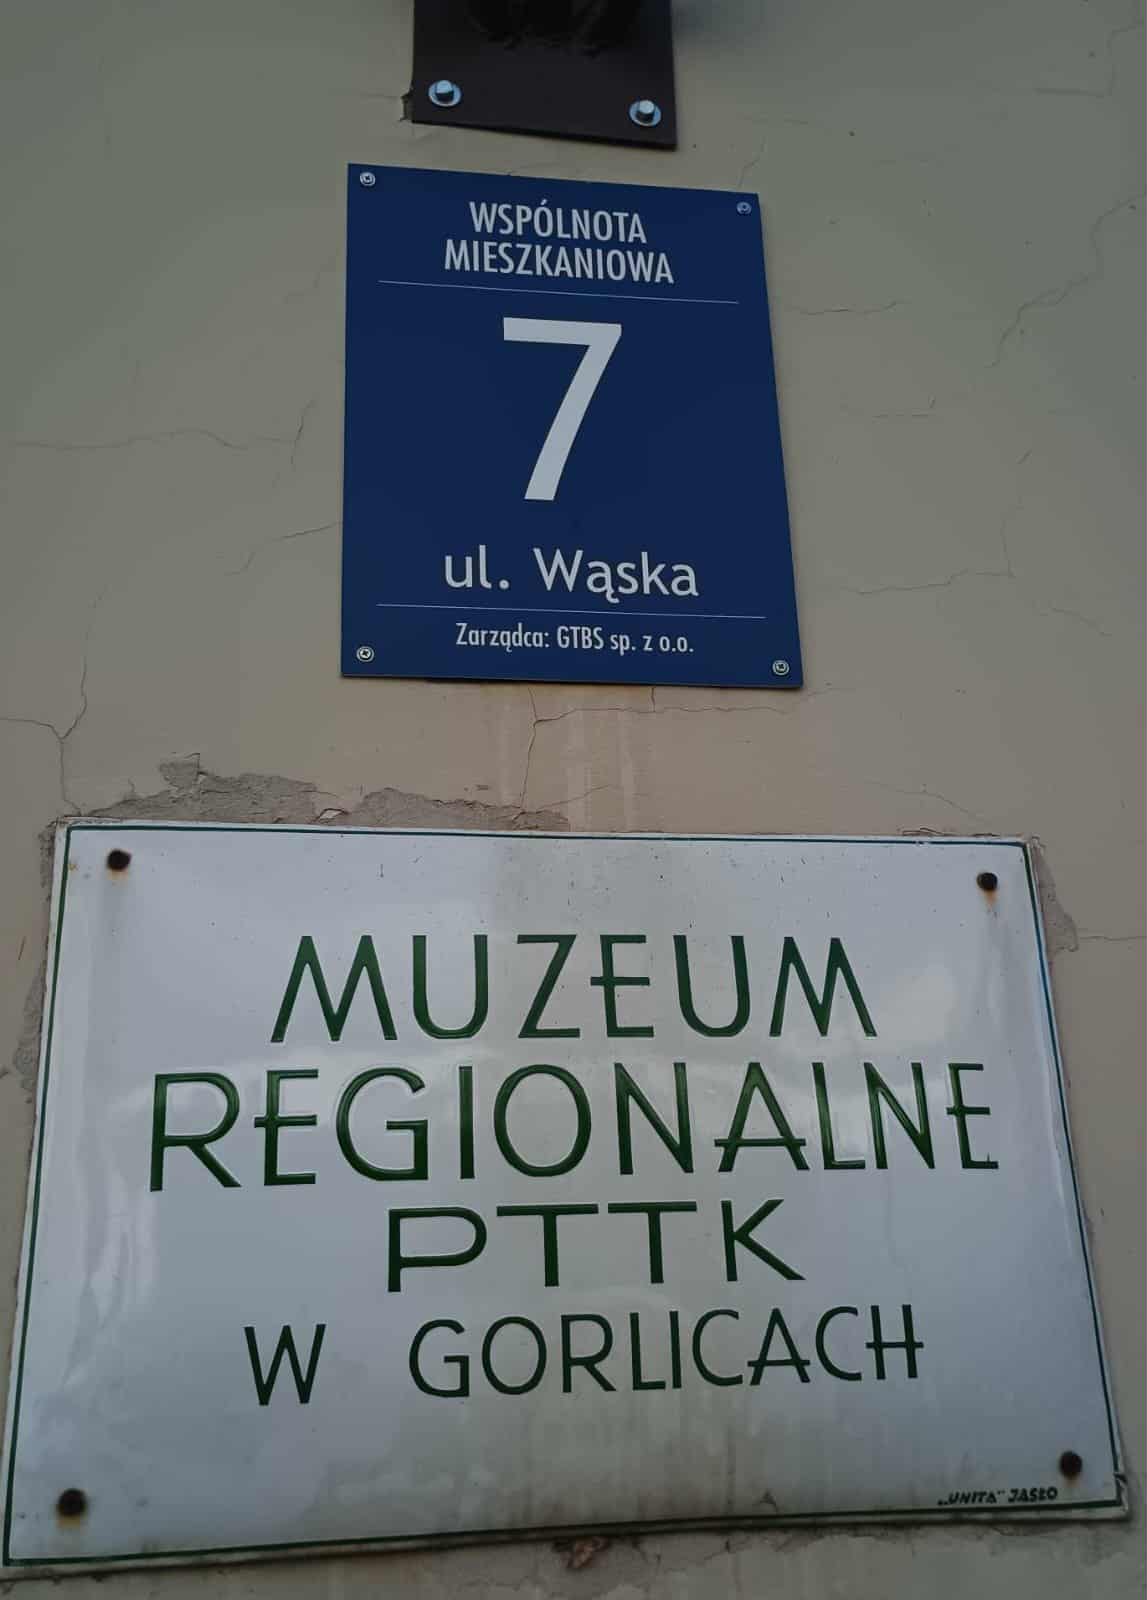 WSPÓLNOTA
MIESZKANIOWA
7
ul. Wąska
Zarządca: GTBS sp. z o.o.
MUZEUM
REGIONALNE
PTTK
W GORLICACH
„UNITA” JASŁO